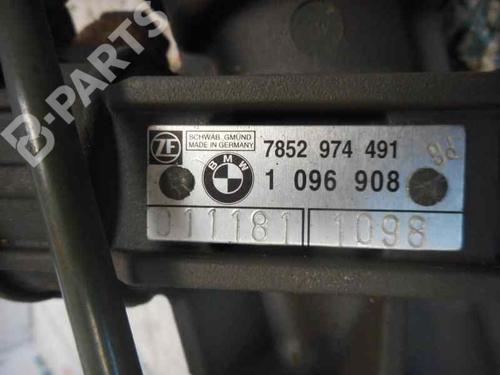 B-PARTS
ZF
SCHWÄB. GMÜND
MADE IN GERMANY
7852 974 491
BMW
1 096 908
011181 1098